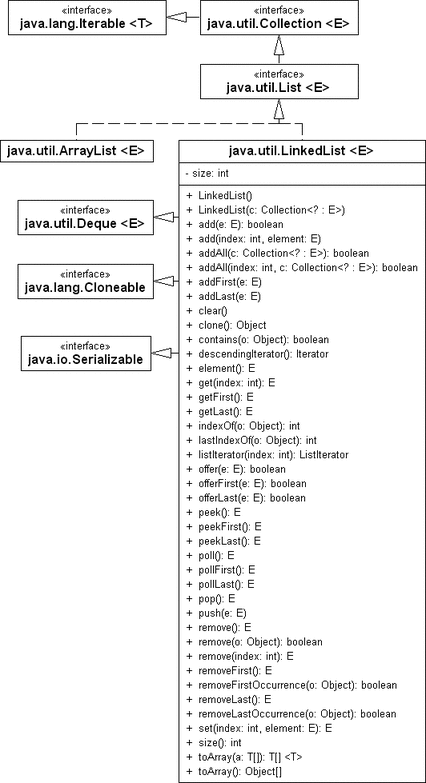 «interface»
java.lang.Iterable <T>
«interface»
java.util.Collection <E>
«interface»
java.util.List <E>
java.util.ArrayList <E>
java.util.LinkedList <E>
- size: int
«interface»
java.util.Deque <E>
«interface»
java.lang.Cloneable
«interface»
java.io.Serializable
+ LinkedList()
+ LinkedList(c: Collection<? : E>)
+ add(e: E): boolean
+ add(index: int, element: E)
+ addAll(c: Collection<? : E>): boolean
+ addAll(index: int, c: Collection<? : E>): boolean
+ addFirst(e: E)
+ addLast(e: E)
+ clear()
+ clone(): Object
+ contains(o: Object): boolean
+ descendingIterator(): Iterator
+ element(): E
+ get(index: int): E
+ getFirst(): E
+ getLast(): E
+ indexOf(o: Object): int
+ lastIndexOf(o: Object): int
+ listIterator(index: int): ListIterator
+ offer(e: E): boolean
+ offerFirst(e: E): boolean
+ offerLast(e: E): boolean
+ peek(): E
+ peekFirst(): E
+ peekLast(): E
+ poll(): E
+ pollFirst(): E
+ pollLast(): E
+ pop(): E
+ push(e: E)
+ remove(): E
+ remove(o: Object): boolean
+ remove(index: int): E
+ removeFirst(): E
+ removeFirstOccurrence(o: Object): boolean
+ removeLast(): E
+ removeLastOccurrence(o: Object): boolean
+ set(index: int, element: E): E
+ size(): int
+ toArray(a: T[]): T[] <T>
+ toArray(): Object[]